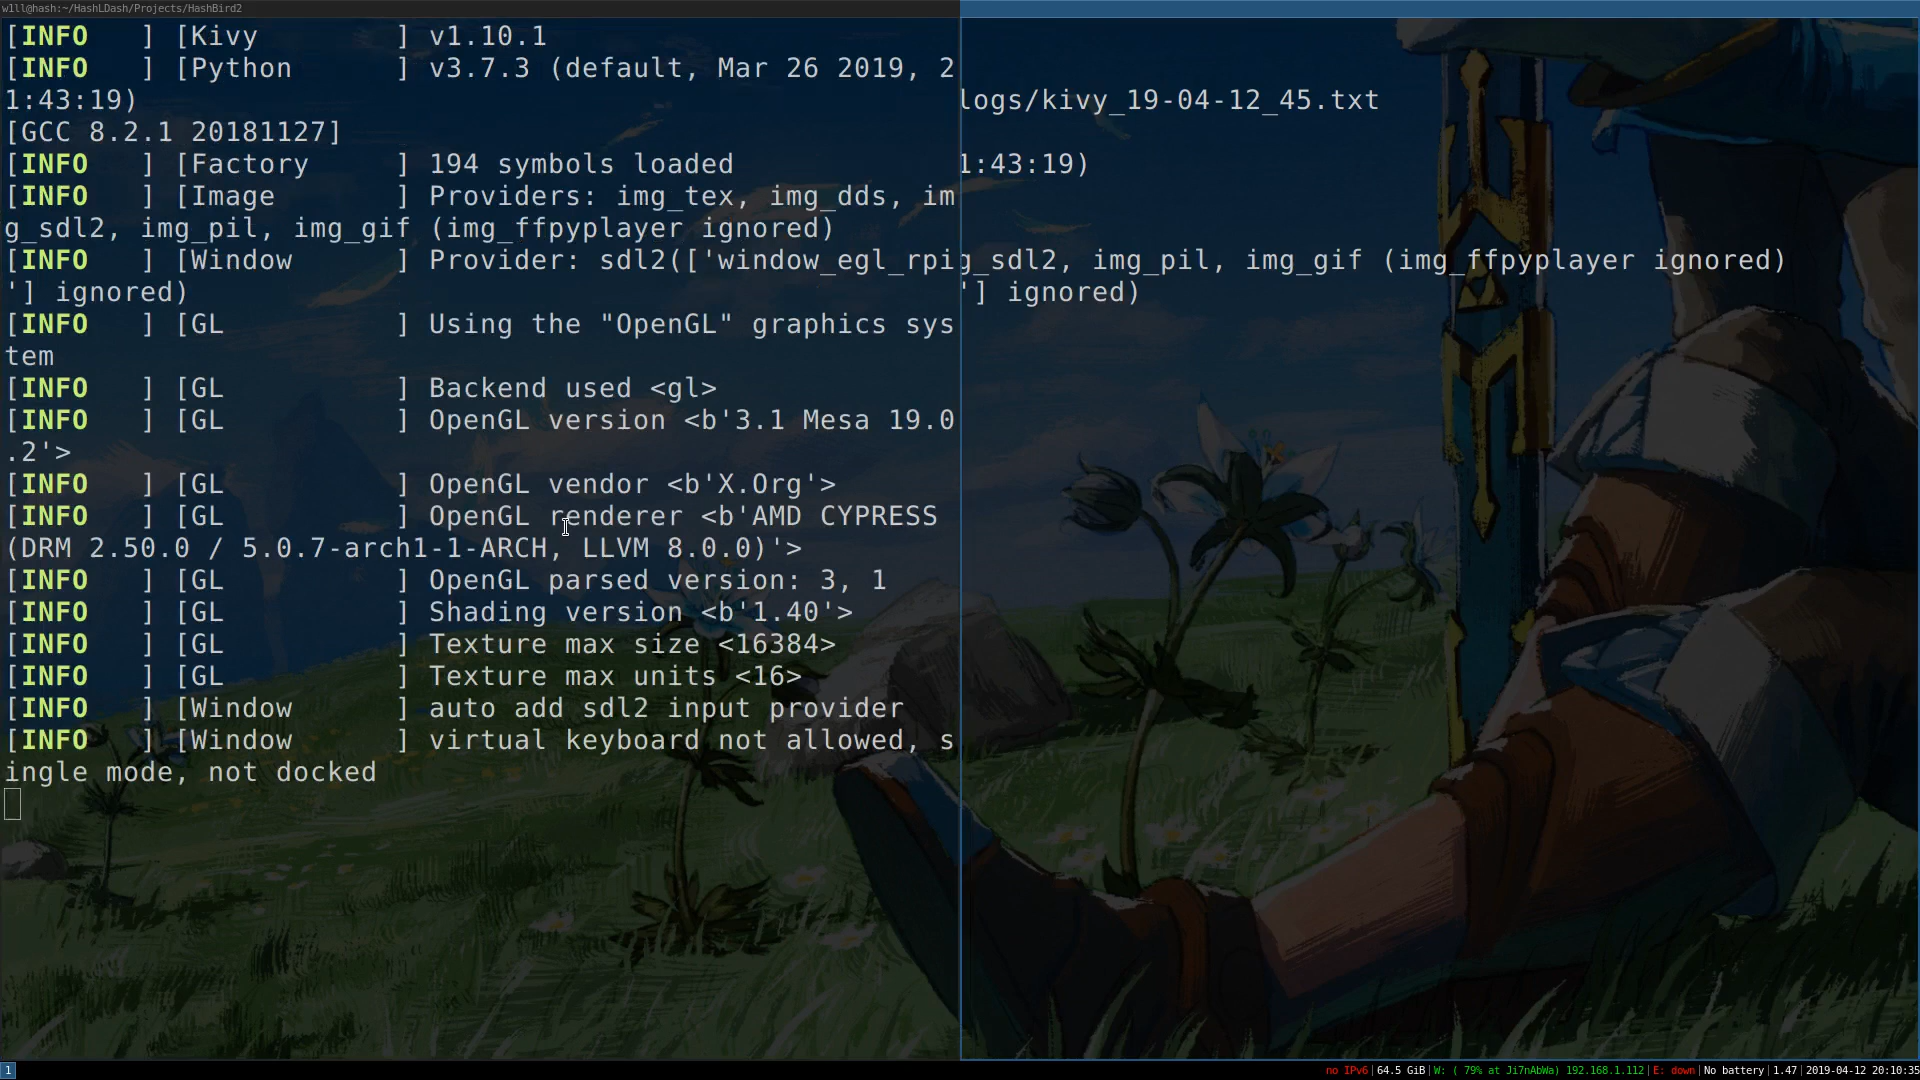 w1ll@hash:~/HashLDash/Projects/HashBird2
[INFO   ] [Kivy        ] v1.10.1
[INFO   ] [Python      ] v3.7.3 (default, Mar 26 2019, 2
1:43:19)
[GCC 8.2.1 20181127]
[INFO   ] [Factory     ] 194 symbols loaded
[INFO   ] [Image       ] Providers: img_tex, img_dds, im
g_sdl2, img_pil, img_gif (img_ffpyplayer ignored)
[INFO   ] [Window      ] Provider: sdl2(['window_egl_rpi
'] ignored)
[INFO   ] [GL          ] Using the "OpenGL" graphics sys
tem
[INFO   ] [GL          ] Backend used <gl>
[INFO   ] [GL          ] OpenGL version <b'3.1 Mesa 19.0
.2'>
[INFO   ] [GL          ] OpenGL vendor <b'X.Org'>
[INFO   ] [GL          ] OpenGL renderer <b'AMD CYPRESS
(DRM 2.50.0 / 5.0.7-arch1-1-ARCH, LLVM 8.0.0)'>
[INFO   ] [GL          ] OpenGL parsed version: 3, 1
[INFO   ] [GL          ] Shading version <b'1.40'>
[INFO   ] [GL          ] Texture max size <16384>
[INFO   ] [GL          ] Texture max units <16>
[INFO   ] [Window      ] auto add sdl2 input provider
[INFO   ] [Window      ] virtual keyboard not allowed, s
ingle mode, not docked
logs/kivy_19-04-12_45.txt
1:43:19)
g_sdl2, img_pil, img_gif (img_ffpyplayer ignored)
'] ignored)
1
no IPv6|64.5 GiB|W: ( 79% at Ji7nAbWa) 192.168.1.112|E: down|No battery|1.47|2019-04-12 20:10:35